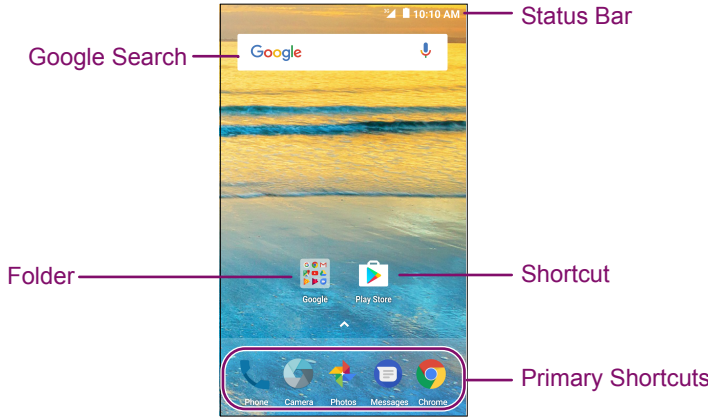 3G 10:10 AM
Status Bar
Google Search
Google
Folder
Shortcut
Google Play Store
Primary Shortcuts
Phone Camera Photos Messages Chrome